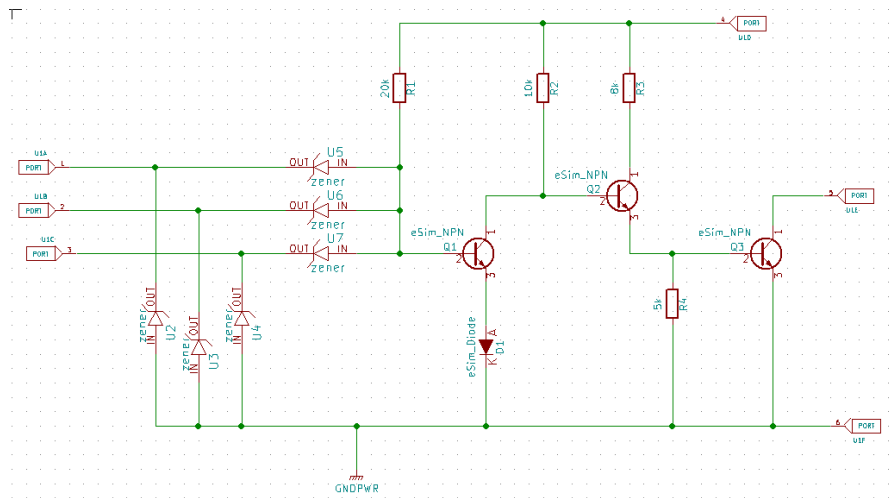 4
PORT
U1D
20k
R1
10k
R2
8k
R3
U1A
PORT
1
OUT
U5
IN
zener
eSim_NPN
Q2
1
2
3
U1B
PORT
2
OUT
U6
IN
zener
5
PORT
U1E
U1C
PORT
3
OUT
U7
IN
zener
eSim_NPN
Q1
1
2
3
eSim_NPN
Q3
1
2
3
zener
OUT
IN
U2
zener
OUT
IN
U3
zener
OUT
IN
U4
5k
R4
eSim_Diode
A
K
D1
6
PORT
U1F
GNDPWR